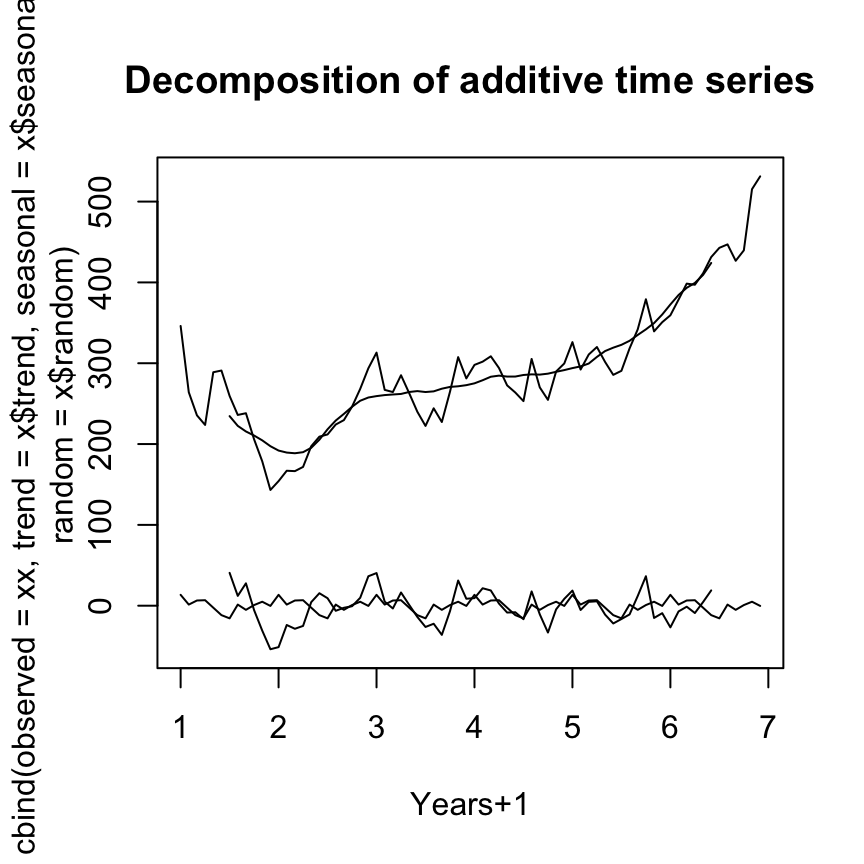 Decomposition of additive time series
cbind(observed = xx, trend = x$trend, seasonal = x$seasona
random = x$random)
500
400
300
200
100
0
1 2 3 4 5 6 7
Years+1